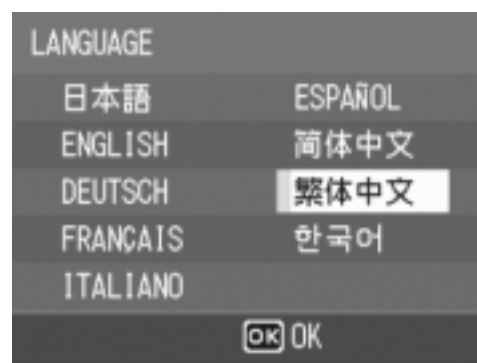 LANGUAGE
日本語 ESPAÑOL
ENGLISH 简体中文
DEUTSCH 繁体中文
FRANÇAIS 한국어
ITALIANO
OK OK